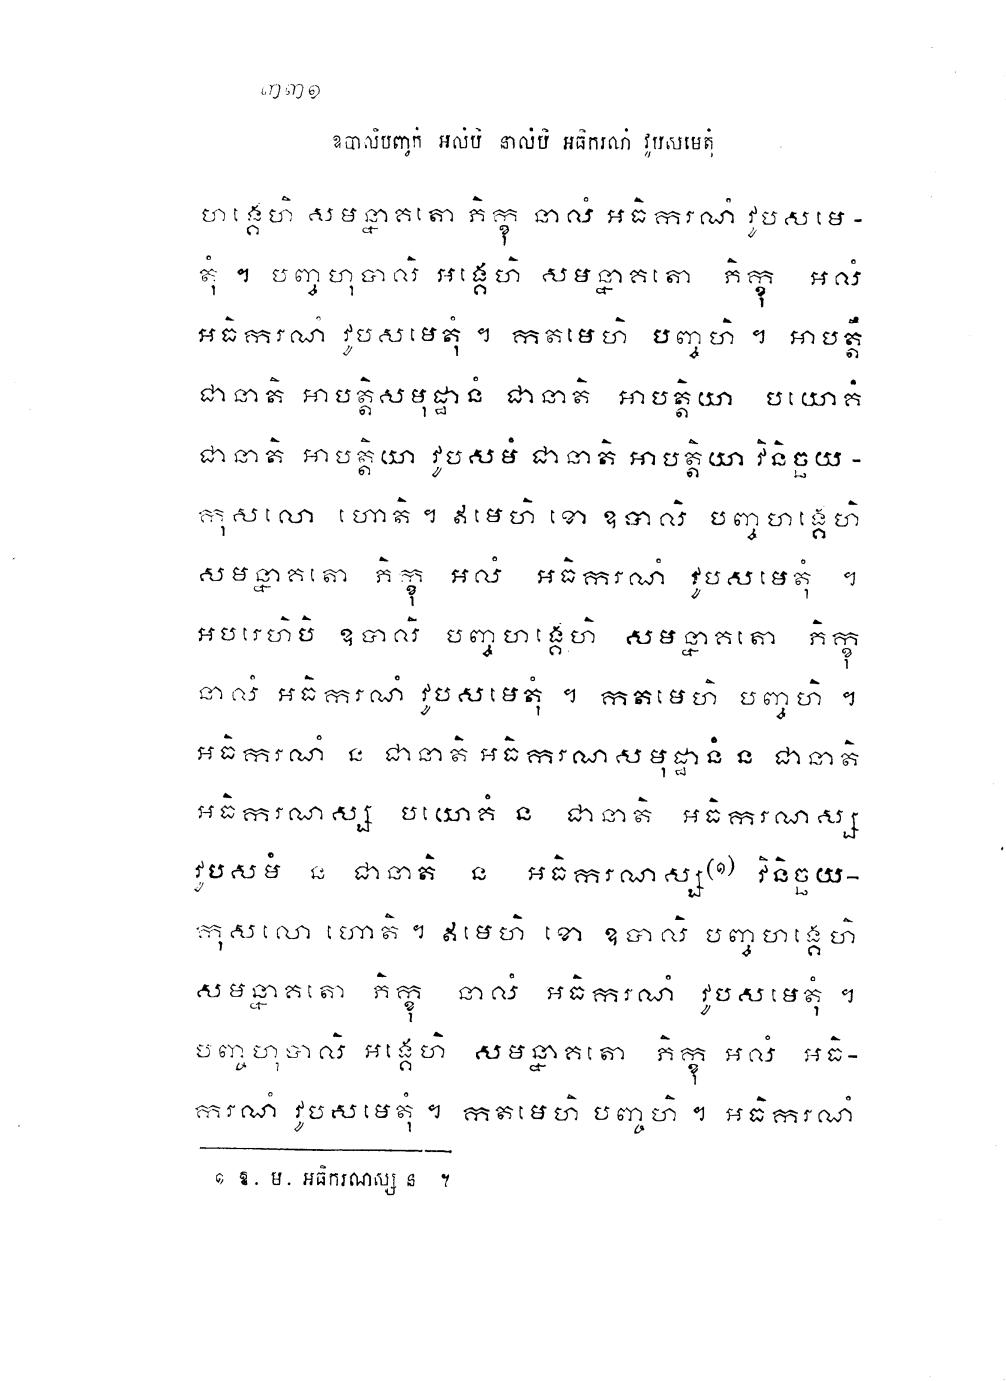 ៣៣១
ឧបាលិបញ្ចកំ អលំបិ នាលំបិ អធិករណំ វូបសមេតុំ
ហង្គេហិ សមន្នាគតោ ភិក្ខុ នាលំ អធិករណំ វូបសមេ-
តុំ ។ បញ្ចហុបាលិ អង្គេហិ សមន្នាគតោ ភិក្ខុ អលំ
អធិករណំ វូបសមេតុំ ។ កតមេហិ បញ្ចហិ ។ អាបត្តឹ
ជានាតិ អាបត្តិសមុដ្ឋានំ ជានាតិ អាបត្តិយា បយោគំ
ជានាតិ អាបត្តិយា វូបសមំ ជានាតិ អាបត្តិយា វិនិច្ឆយ-
កុសលោ ហោតិ ។ ឥមេហិ ខោ ឧបាលិ បញ្ចហង្គេហិ
សមន្នាគតោ ភិក្ខុ អលំ អធិករណំ វូបសមេតុំ ។
អបរេហិបិ ឧបាលិ បញ្ចហង្គេហិ សមន្នាគតោ ភិក្ខុ
នាលំ អធិករណំ វូបសមេតុំ ។ កតមេហិ បញ្ចហិ ។
អធិករណំ ន ជានាតិ អធិករណសមុដ្ឋានំ ន ជានាតិ
អធិករណស្ស បយោគំ ន ជានាតិ អធិករណស្ស
វូបសមំ ន ជានាតិ ន អធិករណស្ស(១) វិនិច្ឆយ-
កុសលោ ហោតិ ។ ឥមេហិ ខោ ឧបាលិ បញ្ចហង្គេហិ
សមន្នាគតោ ភិក្ខុ នាលំ អធិករណំ វូបសមេតុំ ។
បញ្ចហុបាលិ អង្គេហិ សមន្នាគតោ ភិក្ខុ អលំ អធិ-
ករណំ វូបសមេតុំ ។ កតមេហិ បញ្ចហិ ។ អធិករណំ
១ ឱ. ម. អធិករណស្ស ន ។